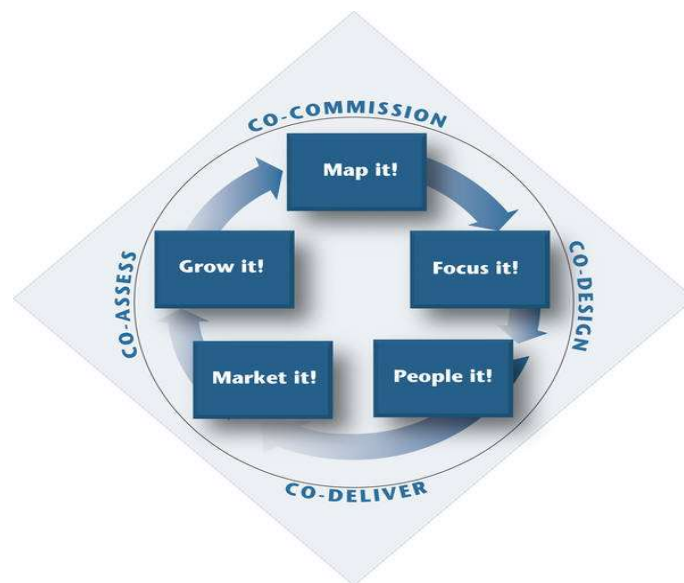 CO-COMMISSION
Map it!
Grow it!
Focus it!
CO-ASSESS
CO-DESIGN
Market it!
People it!
CO-DELIVER